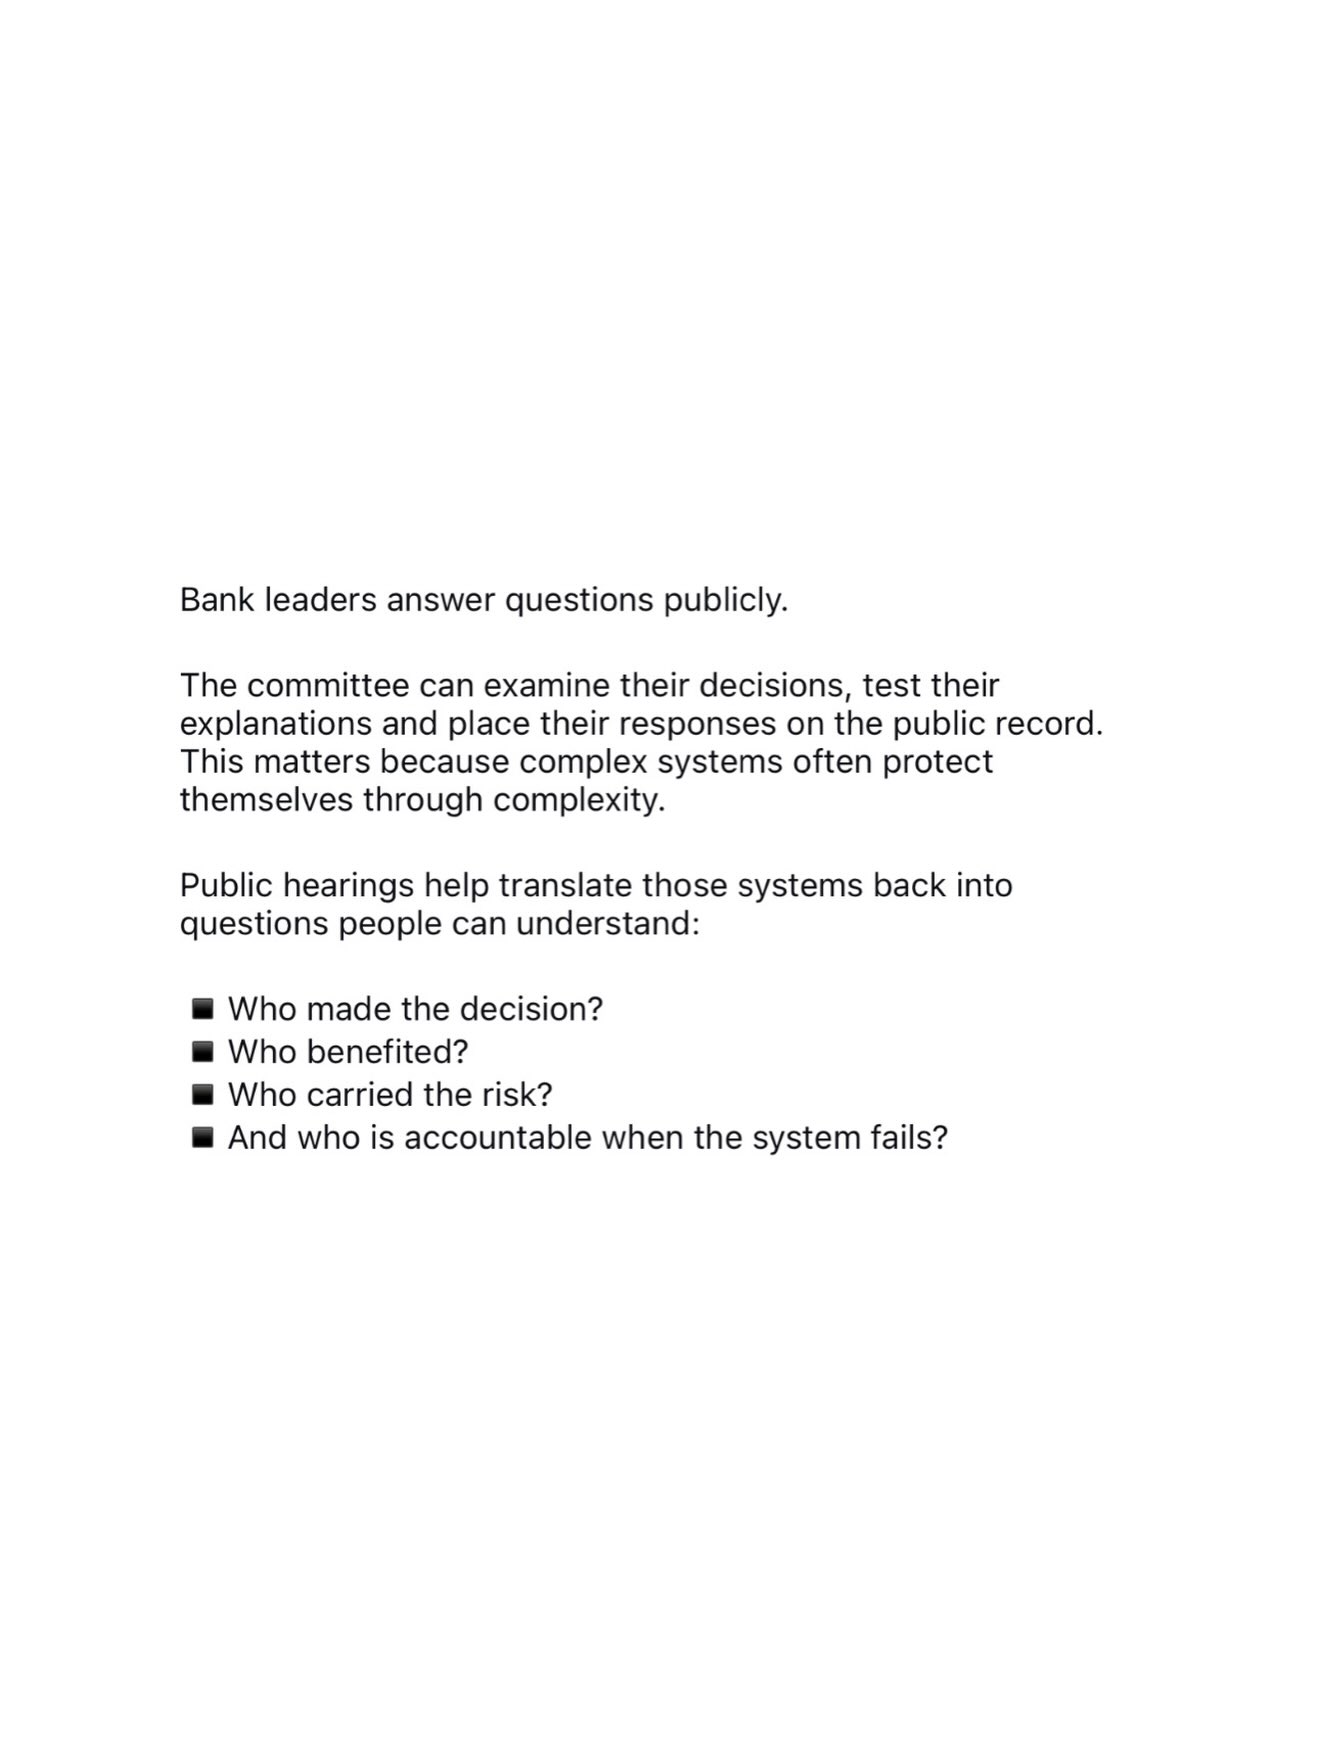 Bank leaders answer questions publicly.
The committee can examine their decisions, test their
explanations and place their responses on the public record.
This matters because complex systems often protect
themselves through complexity.
Public hearings help translate those systems back into
questions people can understand:
▪️ Who made the decision?
▪️ Who benefited?
▪️ Who carried the risk?
▪️ And who is accountable when the system fails?